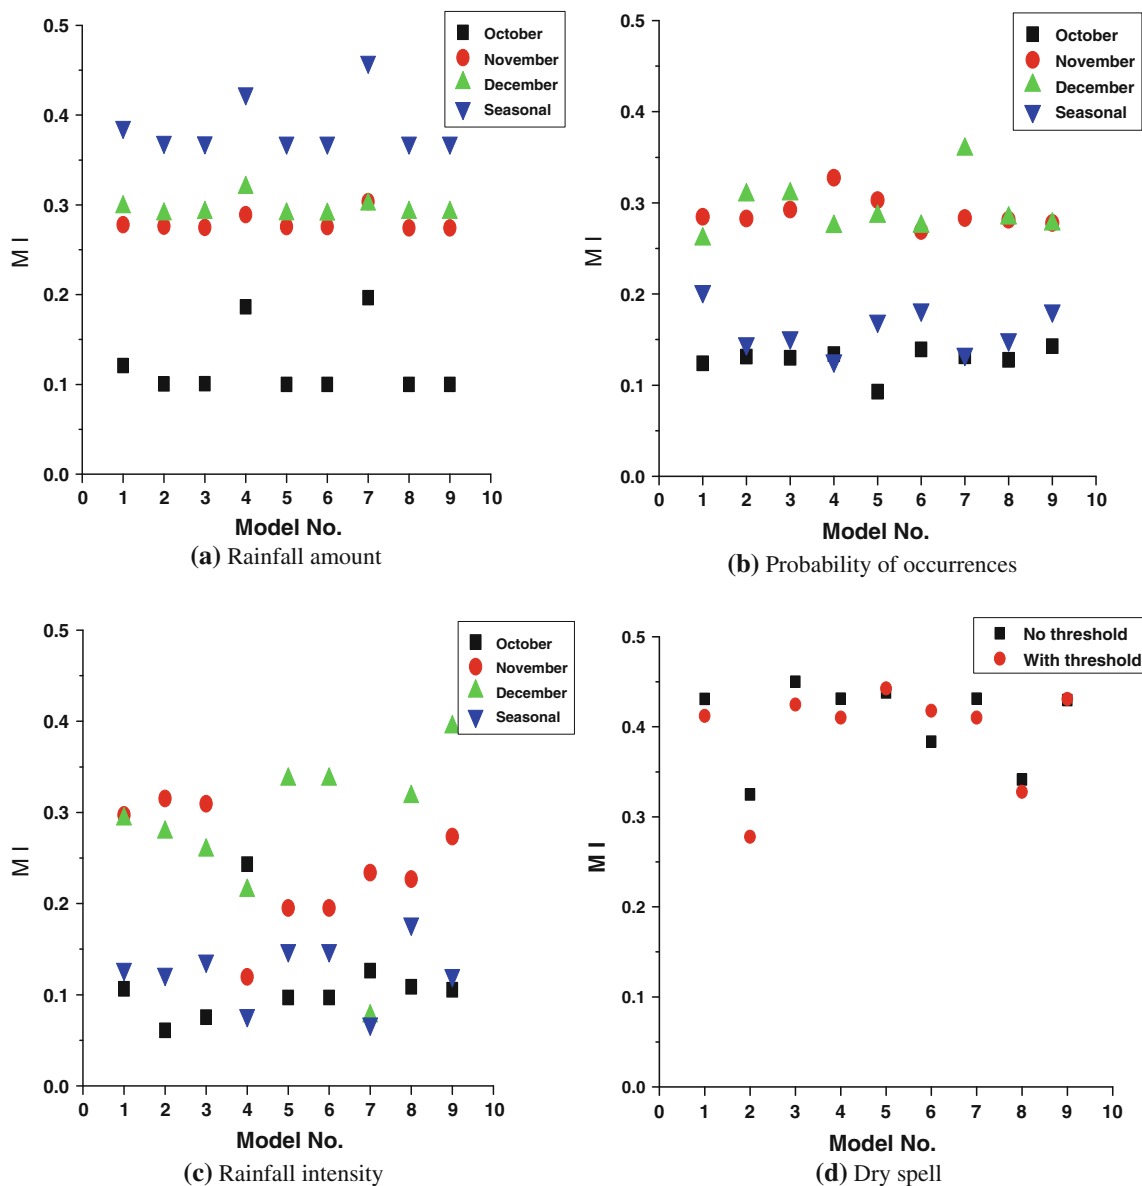 0.5
0.4
0.3
0.2
0.1
0.0
M I
October
November
December
Seasonal
0 1 2 3 4 5 6 7 8 9 10
Model No.
(a) Rainfall amount
0.5
0.4
0.3
0.2
0.1
0.0
M I
October
November
December
Seasonal
0 1 2 3 4 5 6 7 8 9 10
Model No.
(b) Probability of occurrences
0.5
0.4
0.3
0.2
0.1
0.0
M I
October
November
December
Seasonal
0 1 2 3 4 5 6 7 8 9 10
Model No.
(c) Rainfall intensity
0.5
0.4
0.3
0.2
0.1
0.0
M I
No threshold
With threshold
0 1 2 3 4 5 6 7 8 9 10
Model No.
(d) Dry spell